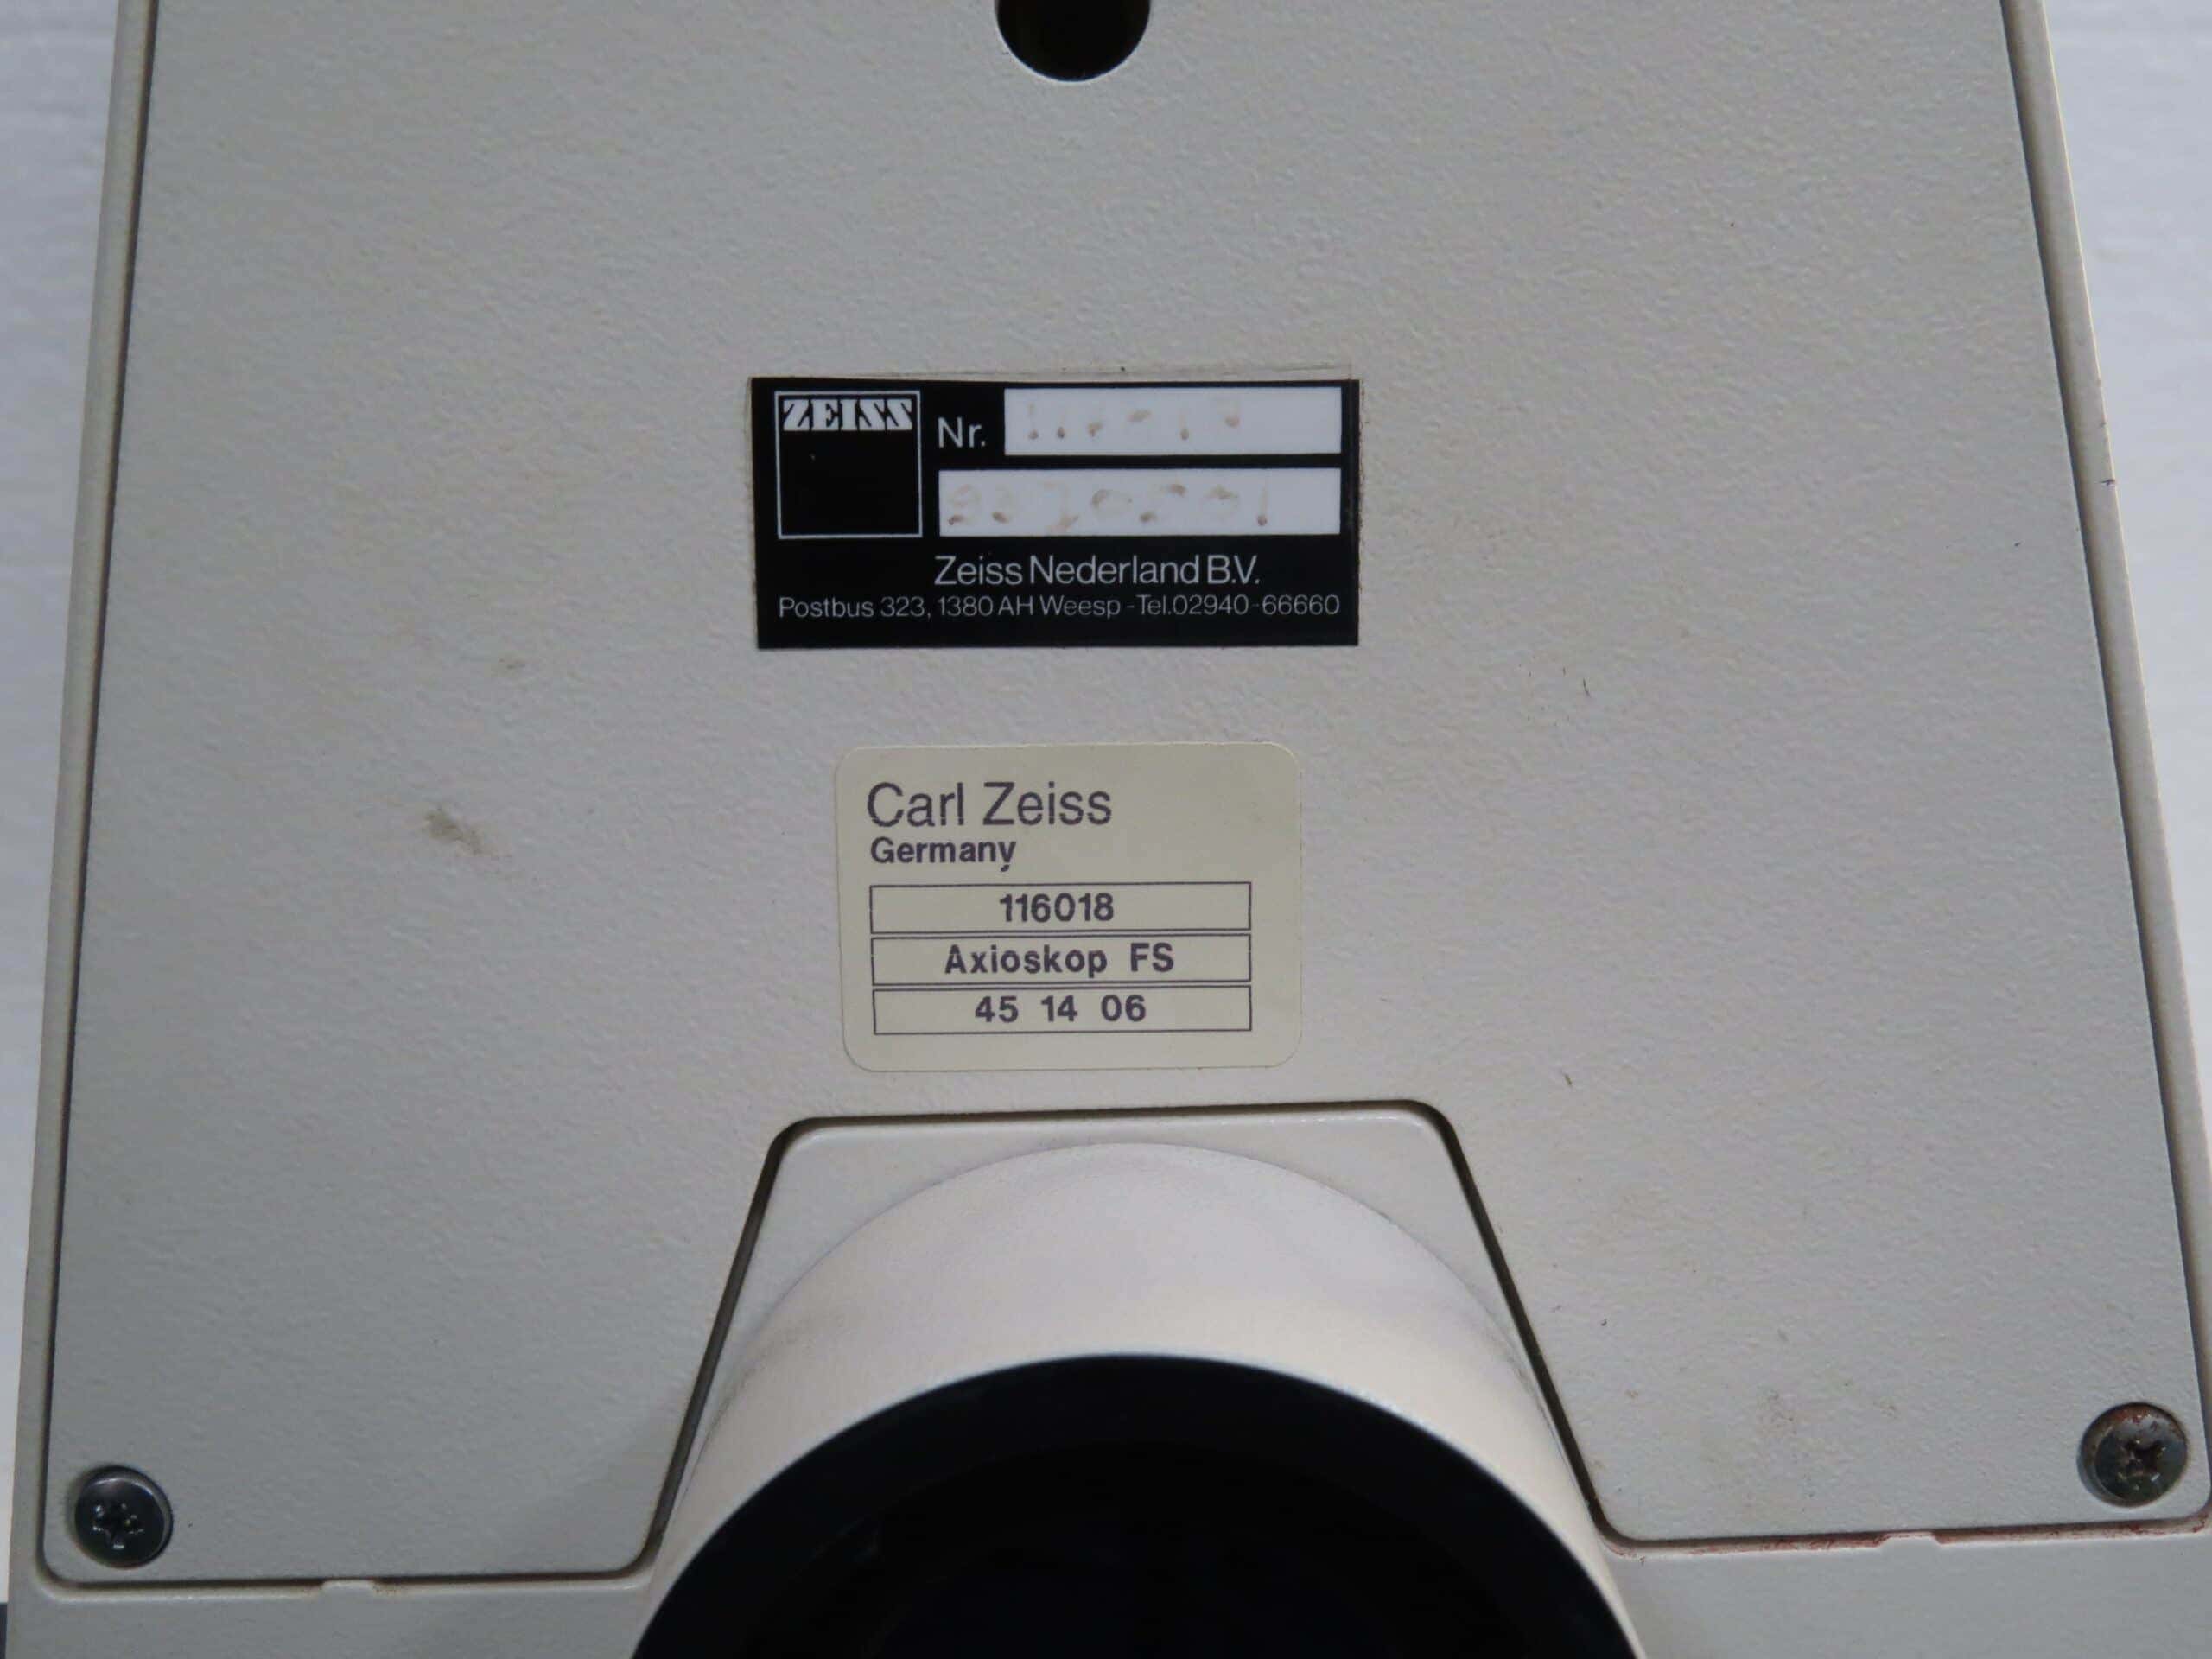 ZEISS
Nr.
Zeiss Nederland B.V.
Postbus 323, 1380 AH Weesp - Tel.02940-66660
Carl Zeiss
Germany
116018
Axioskop FS
45 14 06